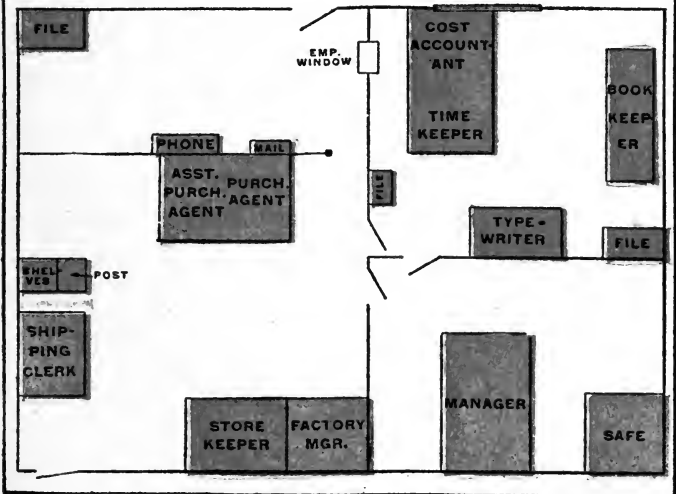 FILE
EMP.
WINDOW
COST
ACCOUNT-
ANT
TIME
KEEPER
BOOK
KEEP-
ER
PHONE
MAIL
ASST.
PURCH.
AGENT
PURCH.
AGENT
FILE
TYPE-
WRITER
FILE
SHEL-
VES
POST
SHIP-
PING
CLERK
STORE
KEEPER
FACTORY
MGR.
MANAGER
SAFE